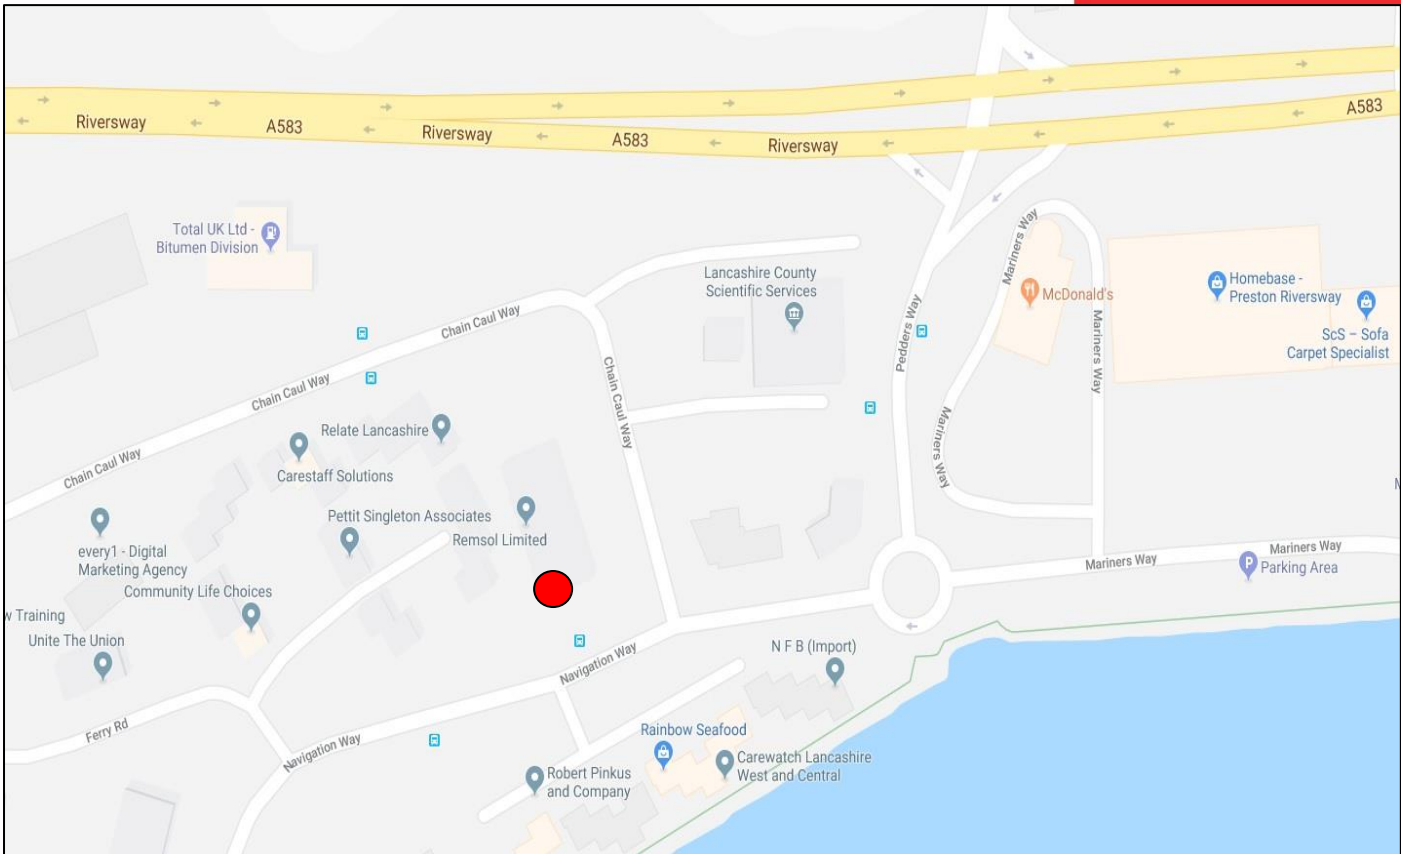 Riversway
A583
Riversway
A583
Riversway
A583
Total UK Ltd -
Bitumen Division
Lancashire County
Scientific Services
Mariners Way
McDonald's
Homebase -
Preston Riversway
ScS – Sofa
Carpet Specialist
Chain Caul Way
Chain Caul Way
Chain Caul Way
Chain Caul Way
Pedders Way
Mariners Way
Mariners Way
Relate Lancashire
Carestaff Solutions
Pettit Singleton Associates
Remsol Limited
every1 - Digital
Marketing Agency
Community Life Choices
w Training
Unite The Union
Mariners Way
Mariners Way
P
Parking Area
Navigation Way
N F B (Import)
Ferry Rd
Navigation Way
Rainbow Seafood
Carewatch Lancashire
West and Central
Robert Pinkus
and Company